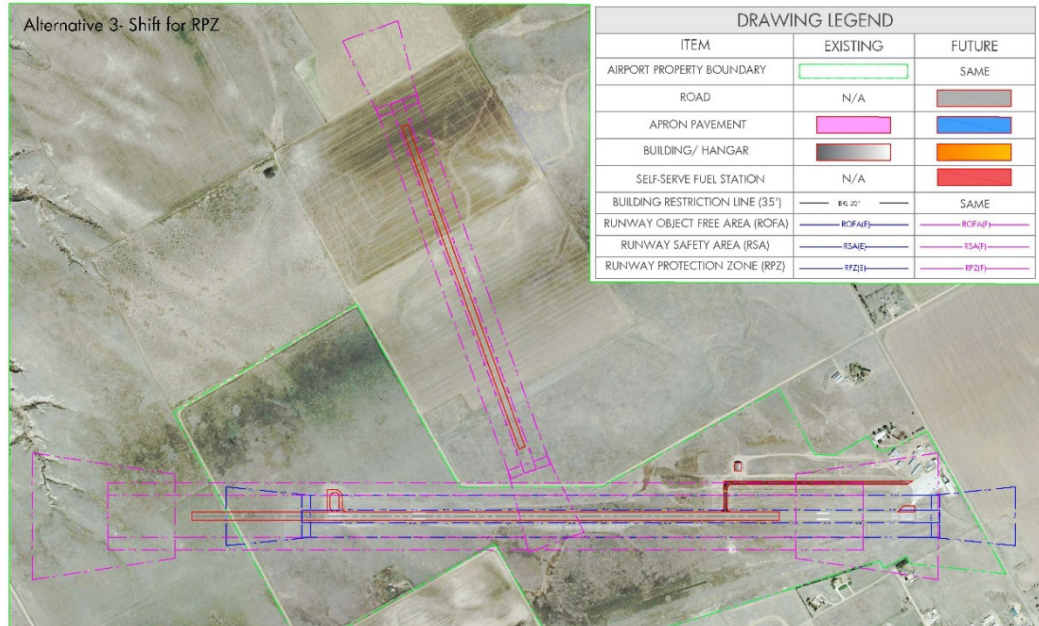 Alternative 3- Shift for RPZ
DRAWING LEGEND
ITEM EXISTING FUTURE
AIRPORT PROPERTY BOUNDARY SAME
ROAD N/A
APRON PAVEMENT
BUILDING/ HANGAR
SELF-SERVE FUEL STATION N/A
BUILDING RESTRICTION LINE (35') BRL 35' SAME
RUNWAY OBJECT FREE AREA (ROFA) ROFA(E) ROFA(F)
RUNWAY SAFETY AREA (RSA) RSA(E) RSA(F)
RUNWAY PROTECTION ZONE (RPZ) RPZ(E) RPZ(F)